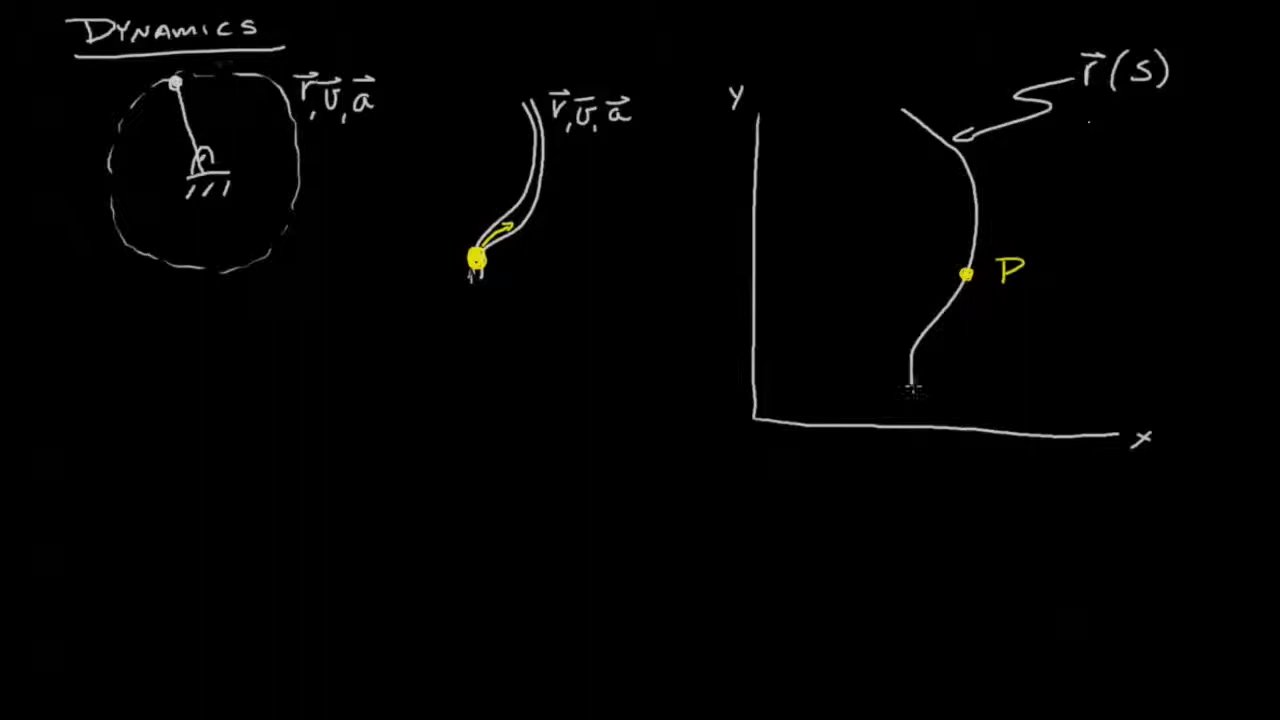 DYNAMICS
r⃗, v⃗, a⃗
r⃗, v⃗, a⃗
r⃗(s)
y
P
x